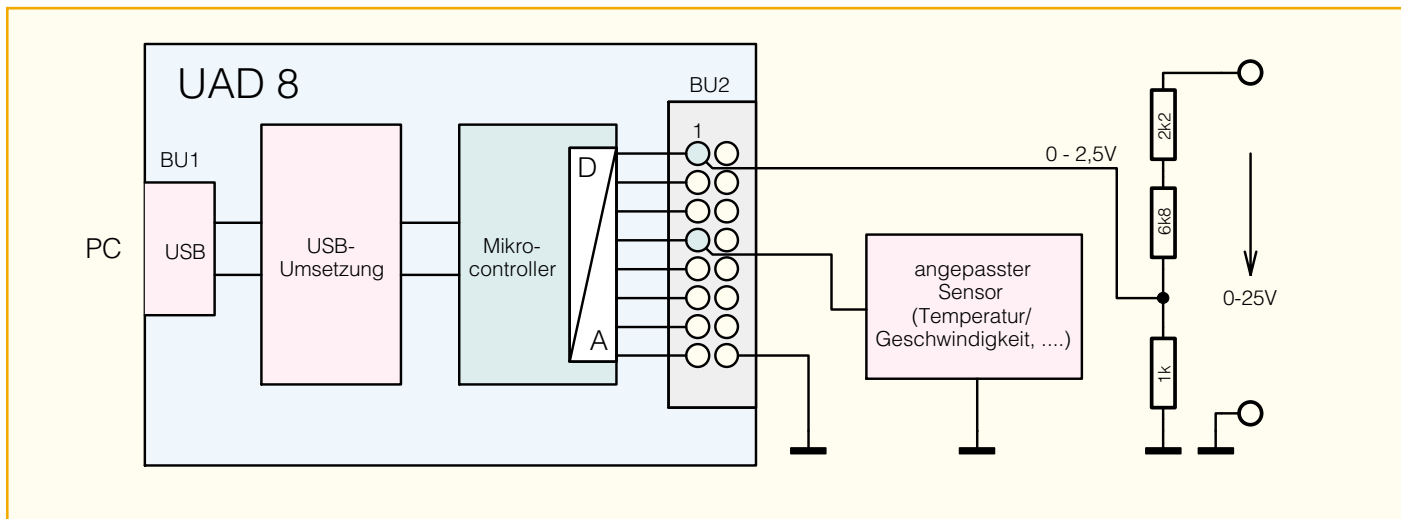 UAD 8
BU1
PC
USB
USB-
Umsetzung
Mikro-
controller
D
A
BU2
1
0 - 2,5V
angepasster
Sensor
(Temperatur/
Geschwindigkeit, ....)
2k2
6k8
1k
0-25V